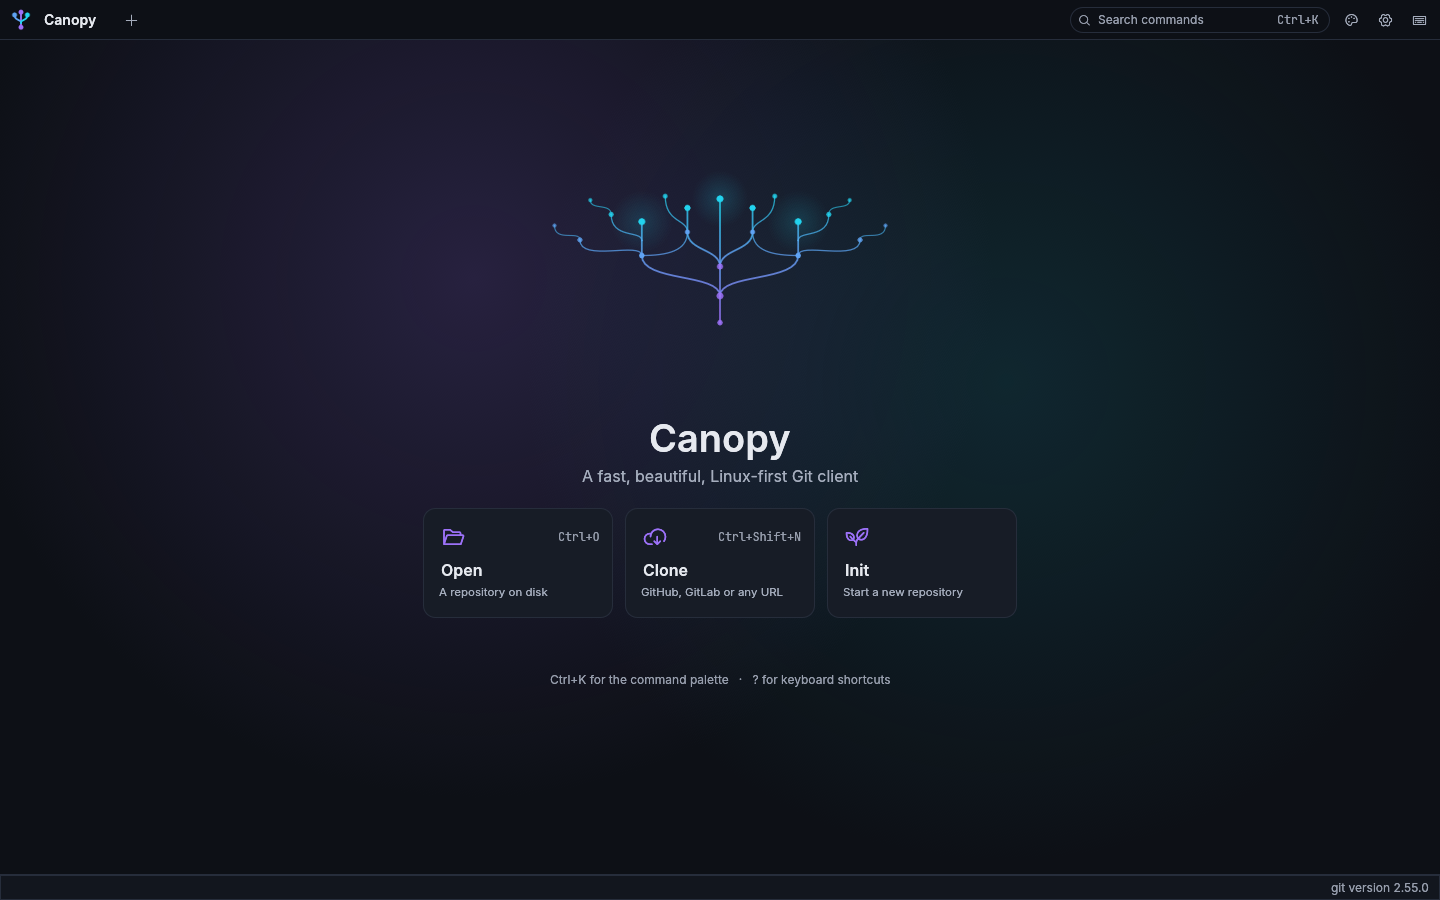 Canopy
Search commands Ctrl+K
Canopy
A fast, beautiful, Linux-first Git client
Ctrl+O
Open
A repository on disk
Ctrl+Shift+N
Clone
GitHub, GitLab or any URL
Init
Start a new repository
Ctrl+K for the command palette · ? for keyboard shortcuts
git version 2.55.0